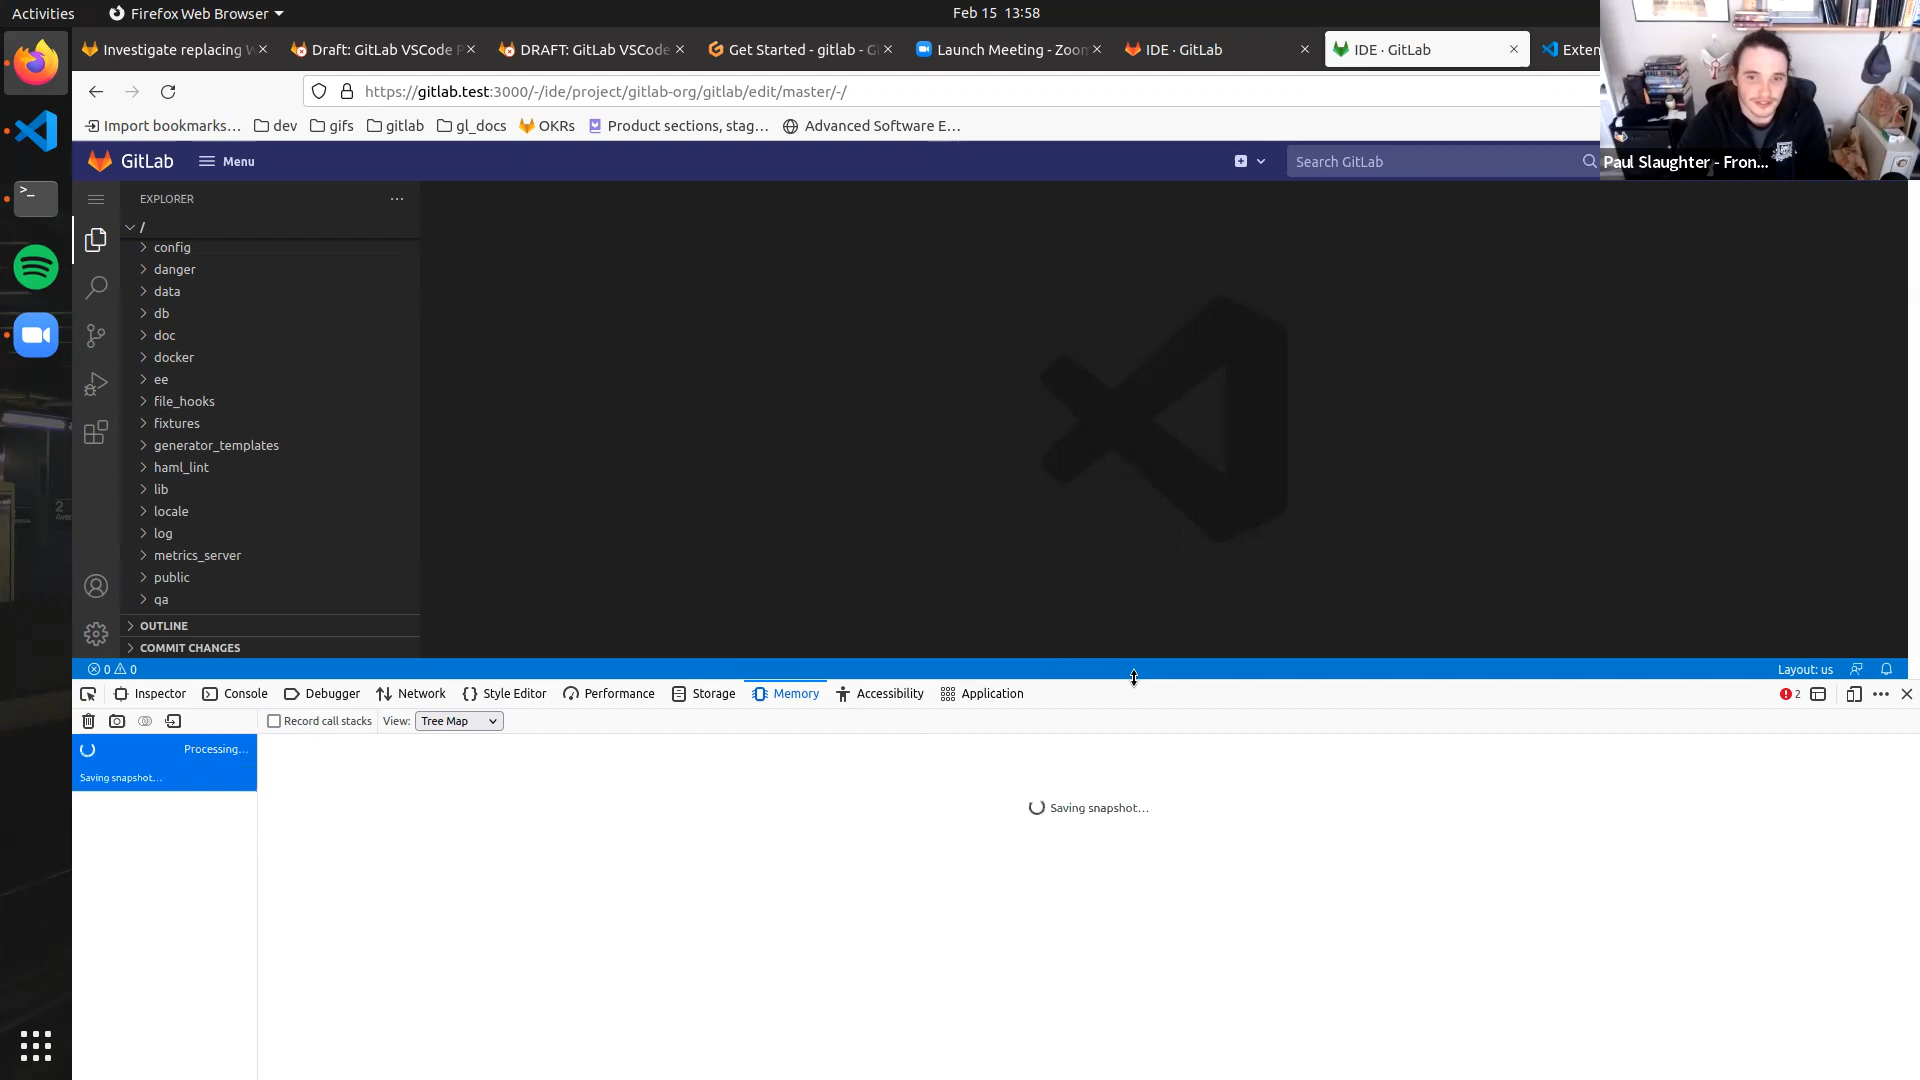 Activities
Firefox Web Browser
Feb 15 13:58
Investigate replacing
Draft: GitLab VSCode
DRAFT: GitLab VSCode
Get Started - gitlab - G
Launch Meeting - Zoom
IDE · GitLab
IDE · GitLab
Exten
https://gitlab.test:3000/-/ide/project/gitlab-org/gitlab/edit/master/-/
Import bookmarks...
dev
gifs
gitlab
gl_docs
OKRs
Product sections, stag...
Advanced Software E...
GitLab
Menu
Search GitLab
Paul Slaughter - Fron...
EXPLORER
/
config
danger
data
db
doc
docker
ee
file_hooks
fixtures
generator_templates
haml_lint
lib
locale
log
metrics_server
public
qa
OUTLINE
COMMIT CHANGES
0 0
Layout: us
Inspector
Console
Debugger
Network
Style Editor
Performance
Storage
Memory
Accessibility
Application
2
Record call stacks
View:
Tree Map
Processing...
Saving snapshot...
Saving snapshot...